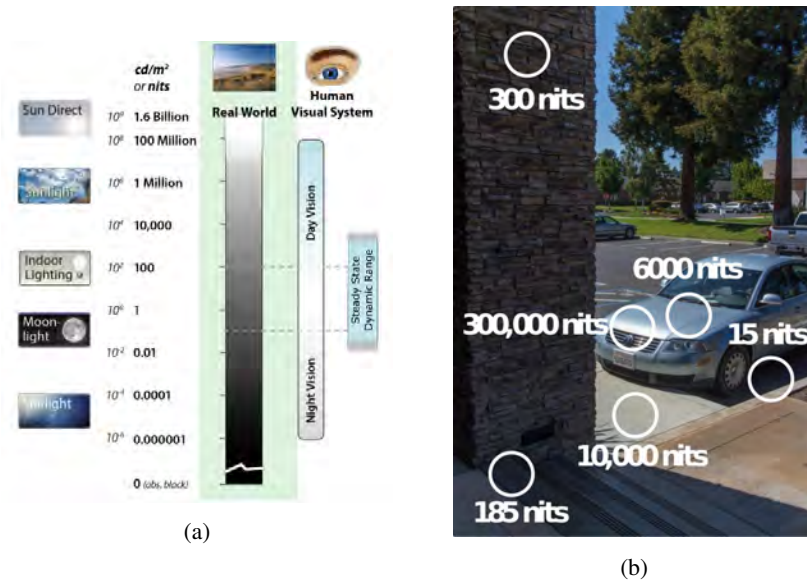 cd/m²
or nits
Real-World
Human
Visual System
Sun Direct
10⁹ 1.6 Billion
10⁸ 100 Million
Sunlight
10⁶ 1 Million
10⁴ 10,000
Indoor
Lighting
10² 100
10⁰ 1
Moon-
light
10⁻² 0.01
10⁻⁴ 0.0001
10⁻⁶ 0.000001
0 (abs. black)
Day Vision
Night Vision
Steady State
Dynamic Range
(a)
300 nits
6000 nits
300,000 nits
15 nits
10,000 nits
185 nits
(b)